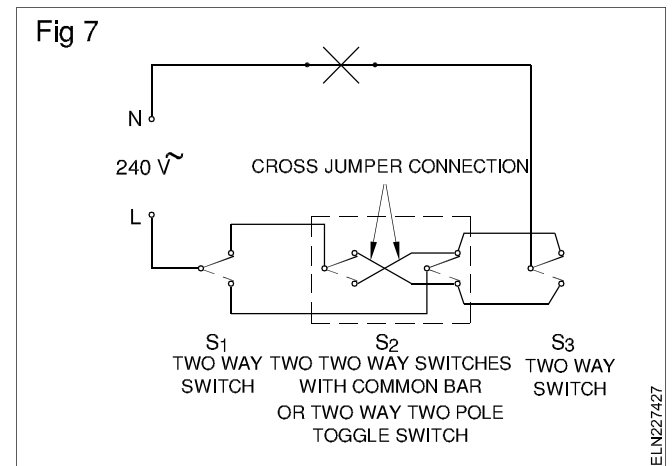 Fig 7
N
240 V~
CROSS JUMPER CONNECTION
L
S1
TWO WAY
SWITCH
S2
TWO TWO WAY SWITCHES
WITH COMMON BAR
OR TWO WAY TWO POLE
TOGGLE SWITCH
S3
TWO WAY
SWITCH
ELN227427